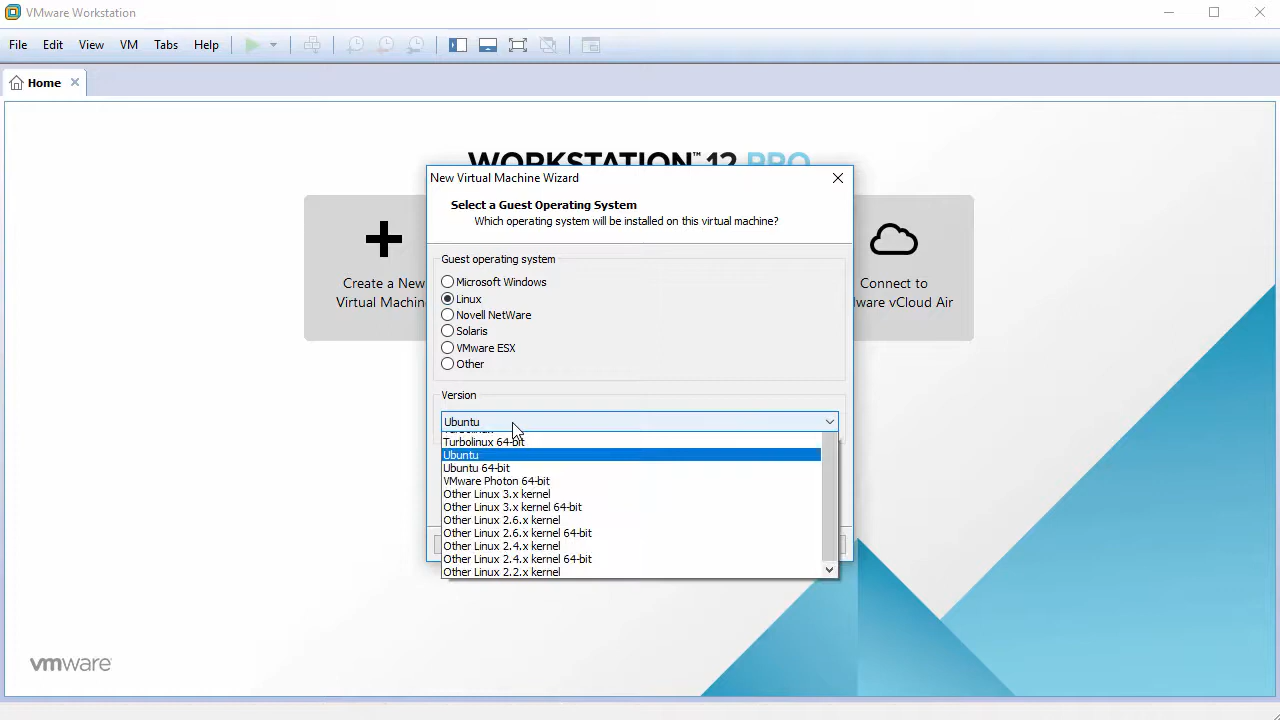 VMware Workstation
File Edit View VM Tabs Help
Home
WORKSTATION™ 12 PRO
New Virtual Machine Wizard
Select a Guest Operating System
Which operating system will be installed on this virtual machine?
Create a New
Virtual Machin
Connect to
ware vCloud Air
Guest operating system
Microsoft Windows
Linux
Novell NetWare
Solaris
VMware ESX
Other
Version
Ubuntu
Turbolinux 64-bit
Ubuntu
Ubuntu 64-bit
VMware Photon 64-bit
Other Linux 3.x kernel
Other Linux 3.x kernel 64-bit
Other Linux 2.6.x kernel
Other Linux 2.6.x kernel 64-bit
Other Linux 2.4.x kernel
Other Linux 2.4.x kernel 64-bit
Other Linux 2.2.x kernel
vmware